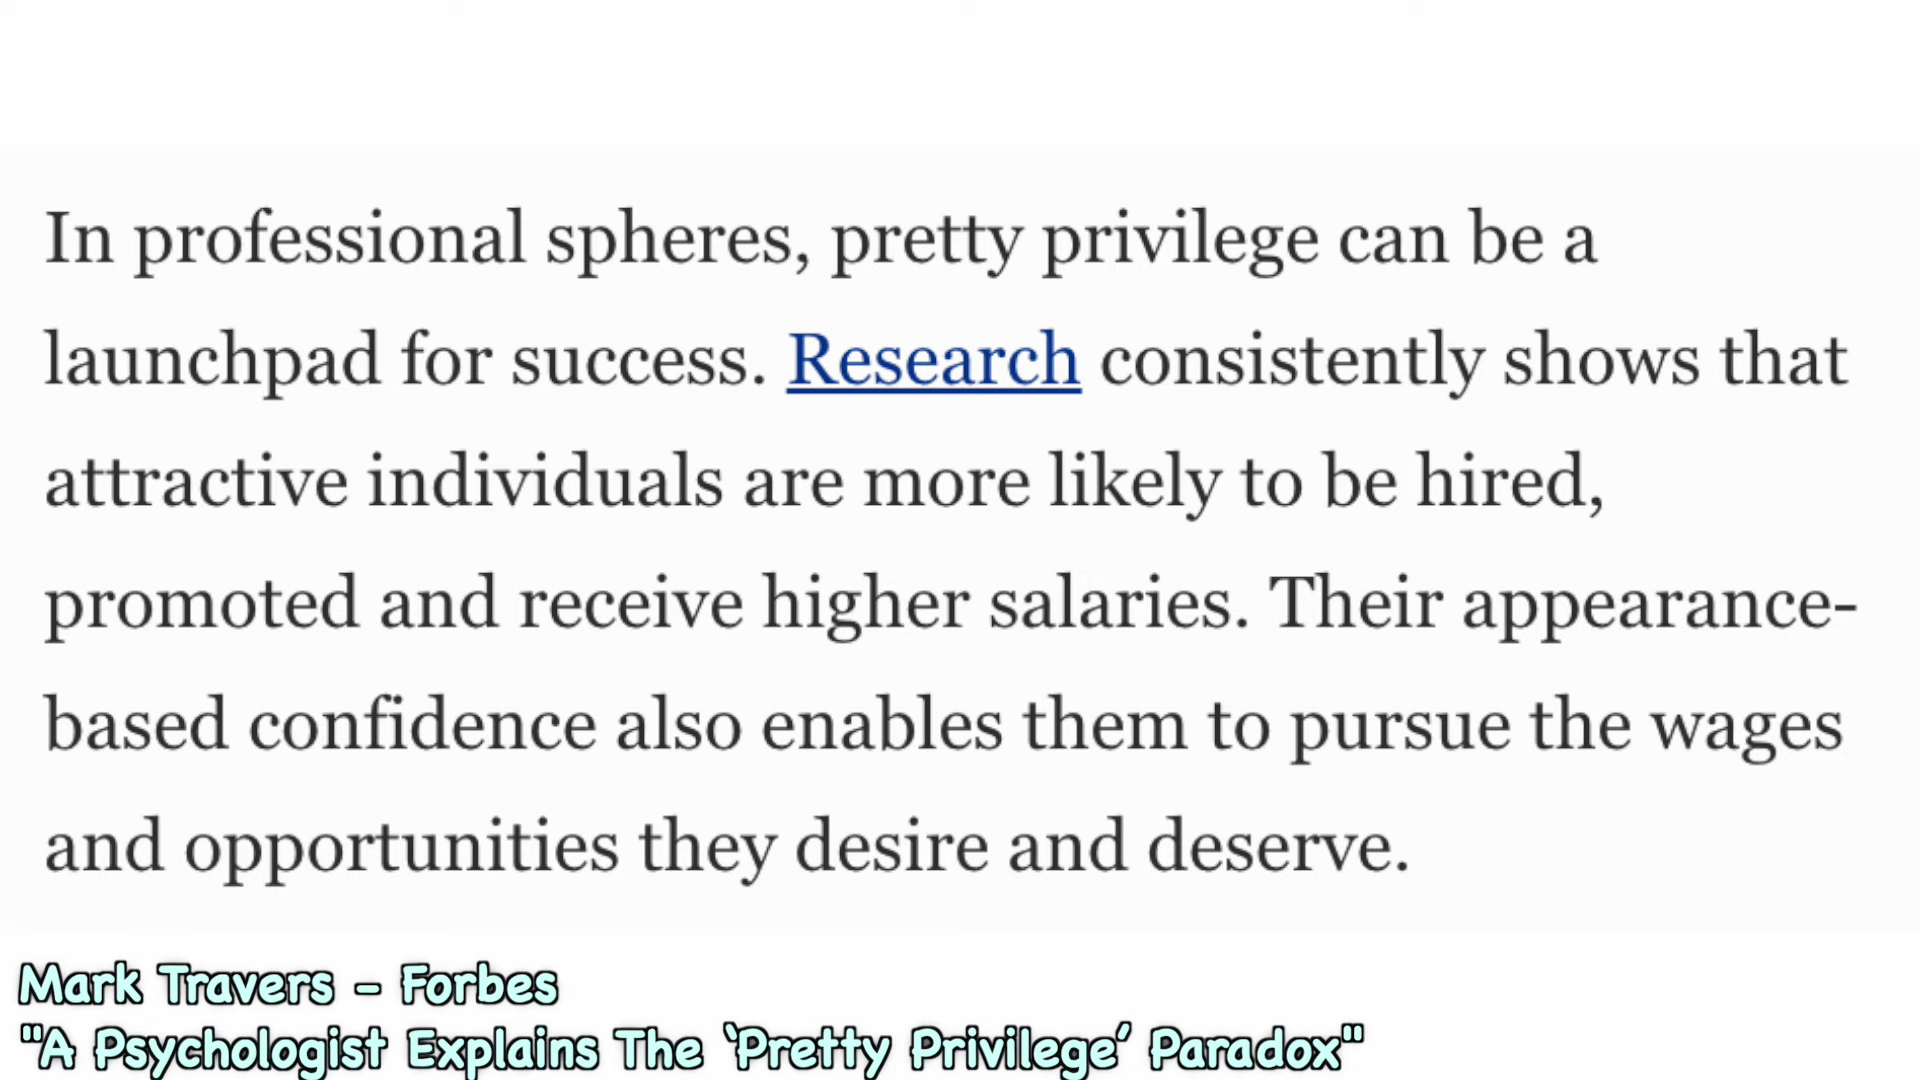 In professional spheres, pretty privilege can be a
launchpad for success. Research consistently shows that
attractive individuals are more likely to be hired,
promoted and receive higher salaries. Their appearance-
based confidence also enables them to pursue the wages
and opportunities they desire and deserve.
Mark Travers - Forbes
"A Psychologist Explains The ‘Pretty Privilege’ Paradox"